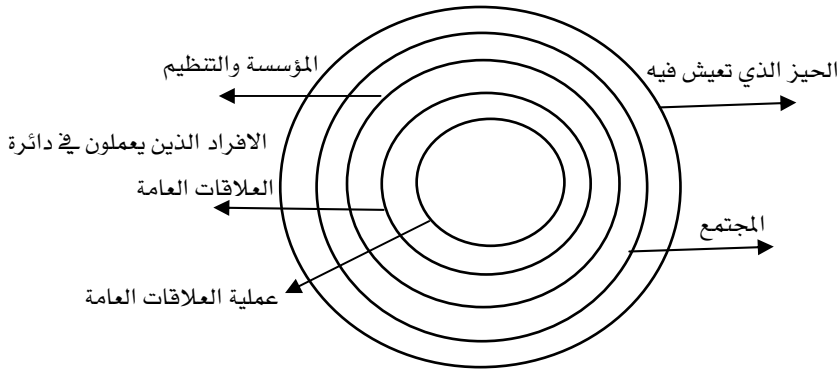 الحيز الذي تعيش فيه
المؤسسة والتنظيم
الافراد الذين يعملون في دائرة
العلاقات العامة
المجتمع
عملية العلاقات العامة